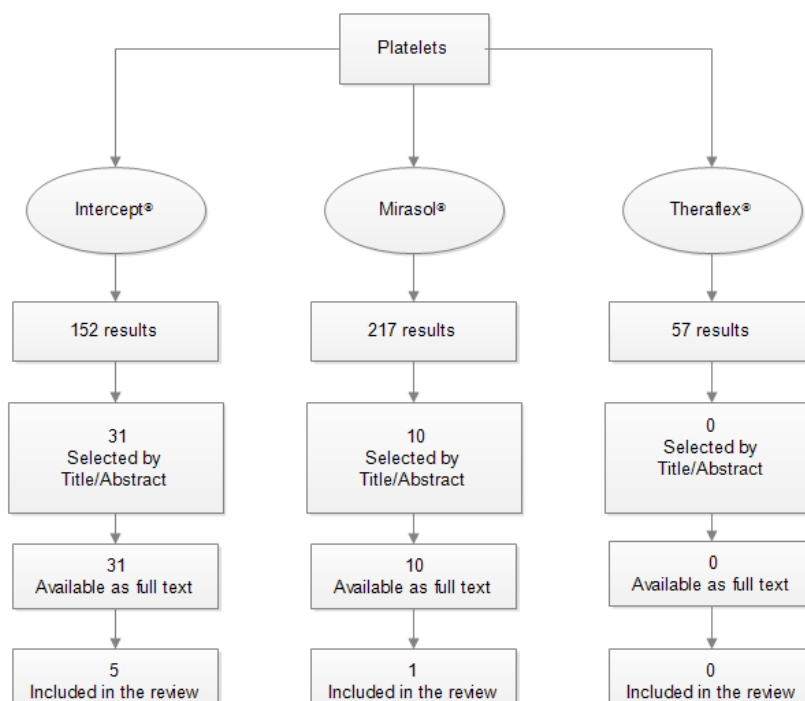 Platelets
Intercept®
Mirasol®
Theraflex®
152 results
217 results
57 results
31
Selected by
Title/Abstract
10
Selected by
Title/Abstract
0
Selected by
Title/Abstract
31
Available as full text
10
Available as full text
0
Available as full text
5
Included in the review
1
Included in the review
0
Included in the review